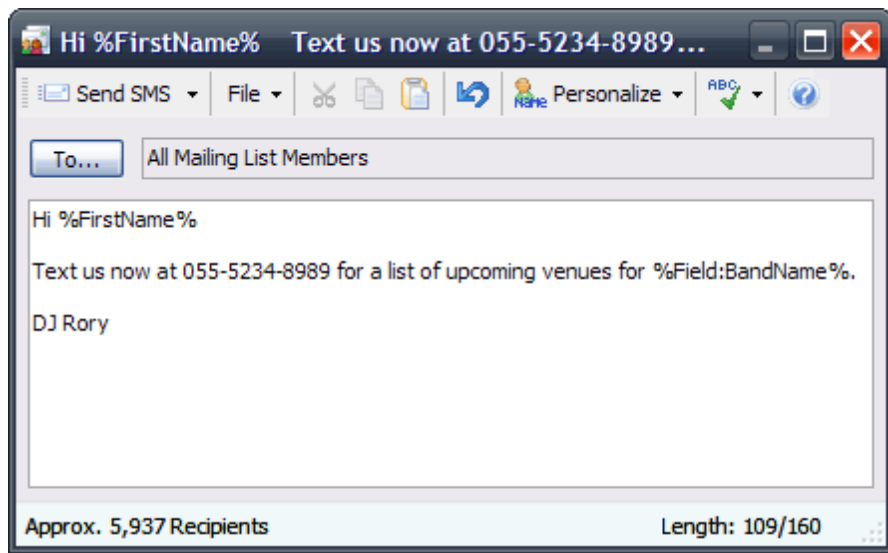 Hi %FirstName%    Text us now at 055-5234-8989...
Send SMS File Name Personalize ABC
To... All Mailing List Members
Hi %FirstName%
Text us now at 055-5234-8989 for a list of upcoming venues for %Field:BandName%.
DJ Rory
Approx. 5,937 Recipients Length: 109/160